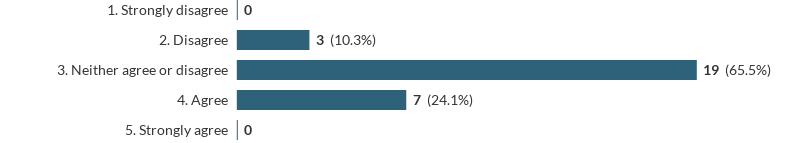 1. Strongly disagree 0
2. Disagree 3 (10.3%)
3. Neither agree or disagree 19 (65.5%)
4. Agree 7 (24.1%)
5. Strongly agree 0